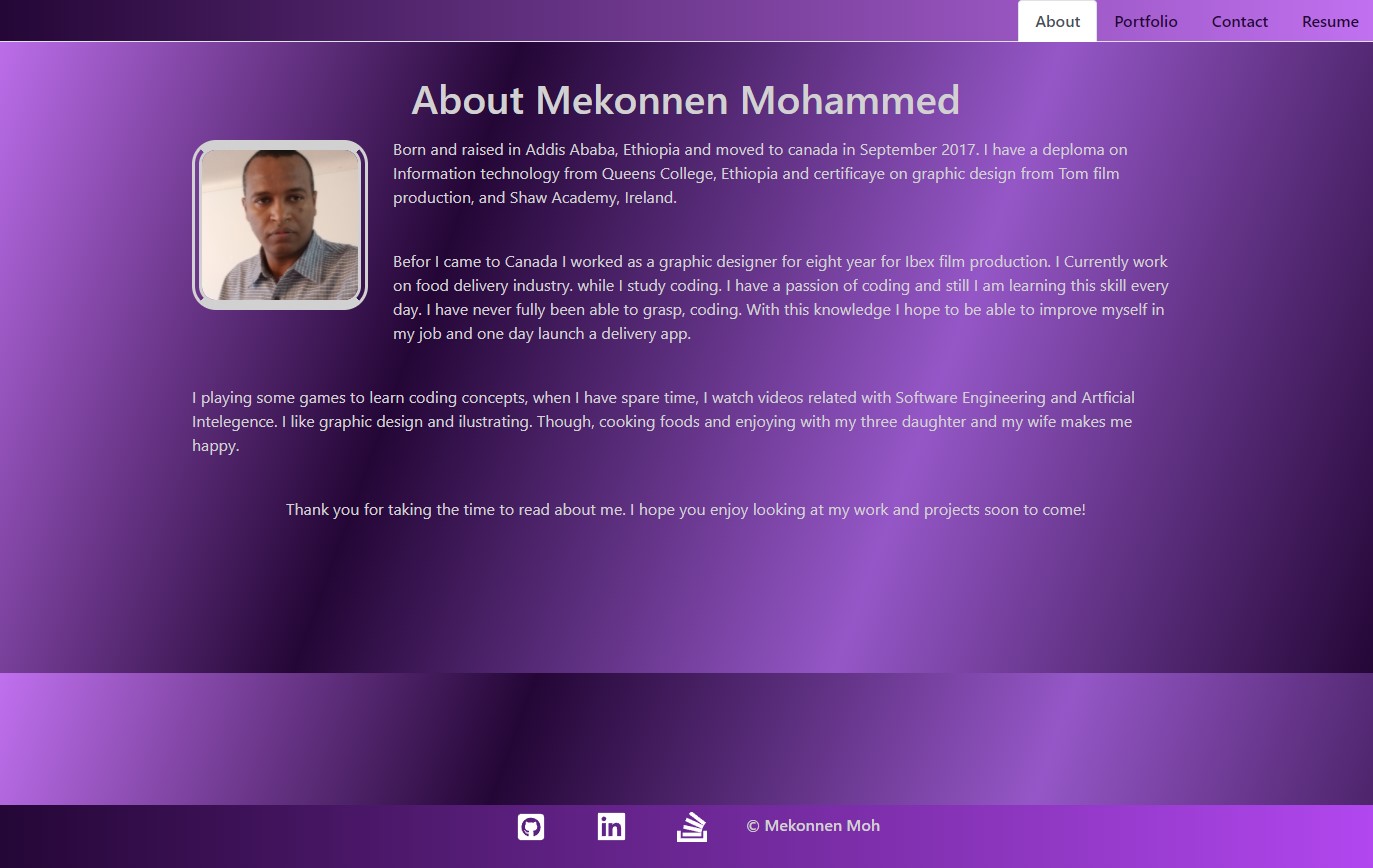 About Portfolio Contact Resume
About Mekonnen Mohammed
Born and raised in Addis Ababa, Ethiopia and moved to canada in September 2017. I have a deploma on
Information technology from Queens College, Ethiopia and certificaye on graphic design from Tom film
production, and Shaw Academy, Ireland.
Befor I came to Canada I worked as a graphic designer for eight year for Ibex film production. I Currently work
on food delivery industry. while I study coding. I have a passion of coding and still I am learning this skill every
day. I have never fully been able to grasp, coding. With this knowledge I hope to be able to improve myself in
my job and one day launch a delivery app.
I playing some games to learn coding concepts, when I have spare time, I watch videos related with Software Engineering and Artficial
Intelegence. I like graphic design and ilustrating. Though, cooking foods and enjoying with my three daughter and my wife makes me
happy.
Thank you for taking the time to read about me. I hope you enjoy looking at my work and projects soon to come!
in
© Mekonnen Moh